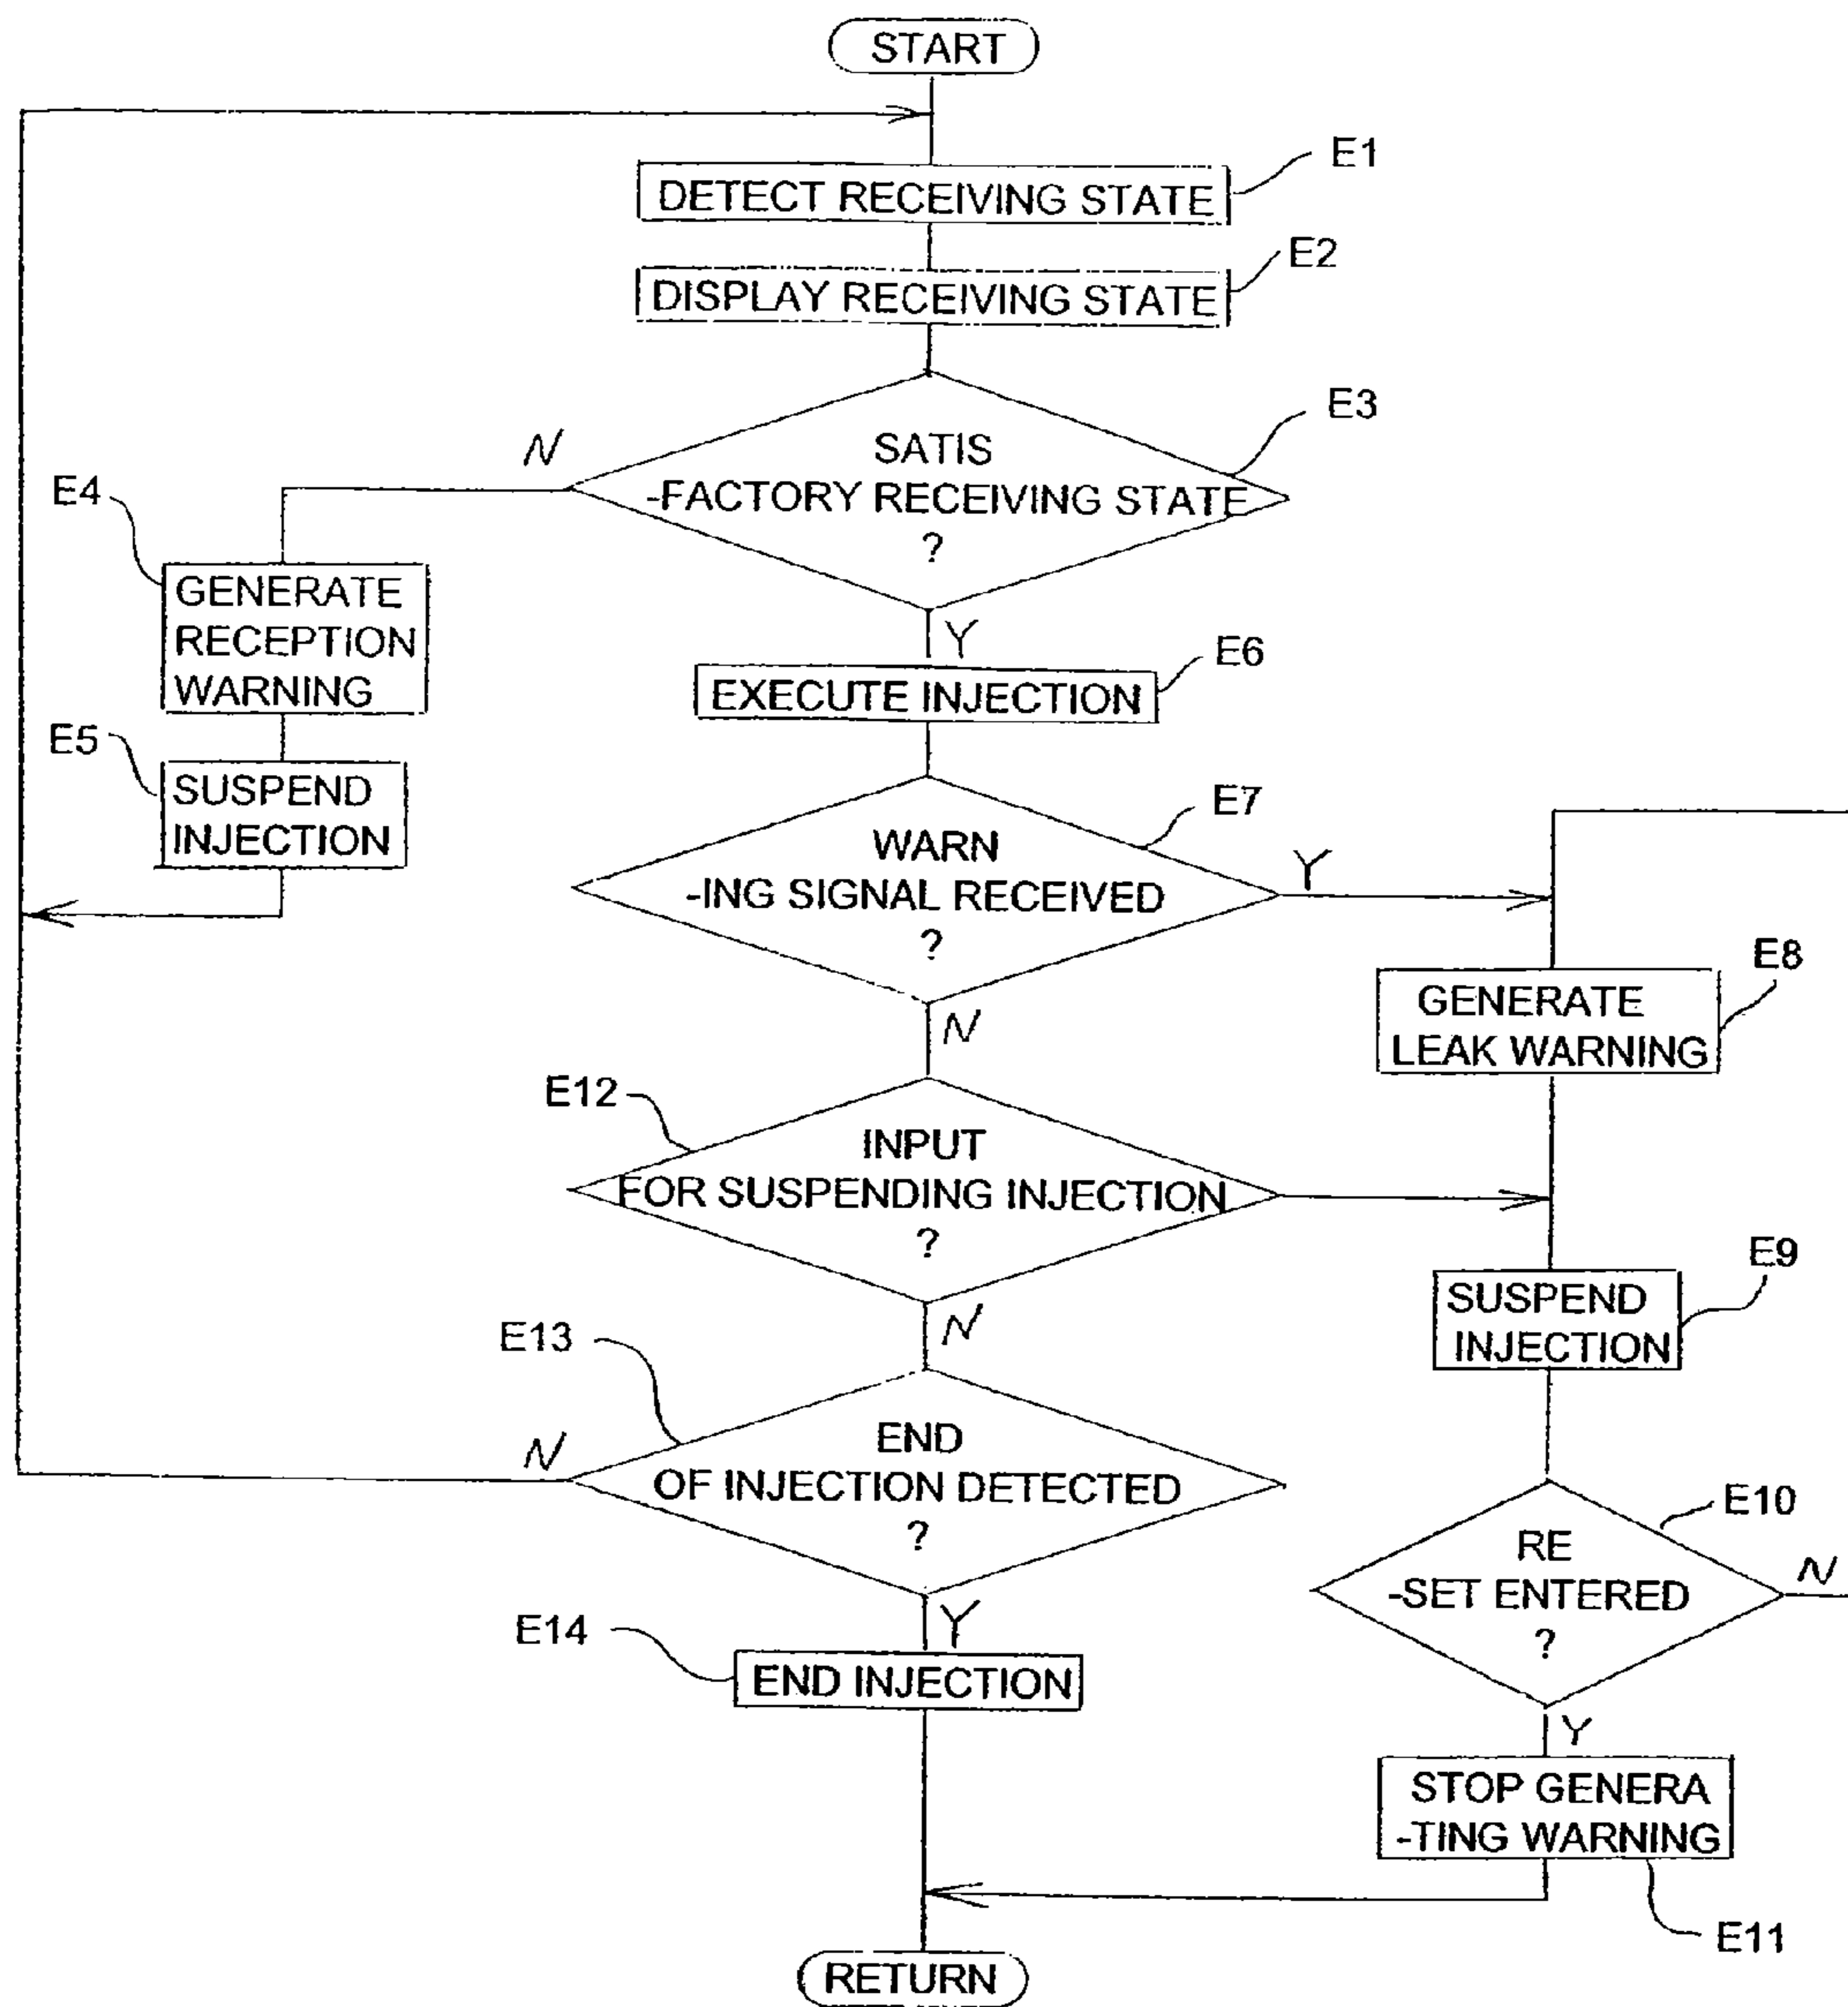 START
E1
DETECT RECEIVING STATE
E2
DISPLAY RECEIVING STATE
E3
SATIS
-FACTORY RECEIVING STATE
?
N
E4
GENERATE
RECEPTION
WARNING
Y
E6
EXECUTE INJECTION
E5
SUSPEND
INJECTION
E7
WARN
-ING SIGNAL RECEIVED
?
Y
E8
GENERATE
LEAK WARNING
N
E12
INPUT
FOR SUSPENDING INJECTION
?
E9
SUSPEND
INJECTION
N
E13
END
OF INJECTION DETECTED
?
N
E10
RE
-SET ENTERED
?
N
Y
E14
END INJECTION
Y
STOP GENERA
-TING WARNING
E11
RETURN